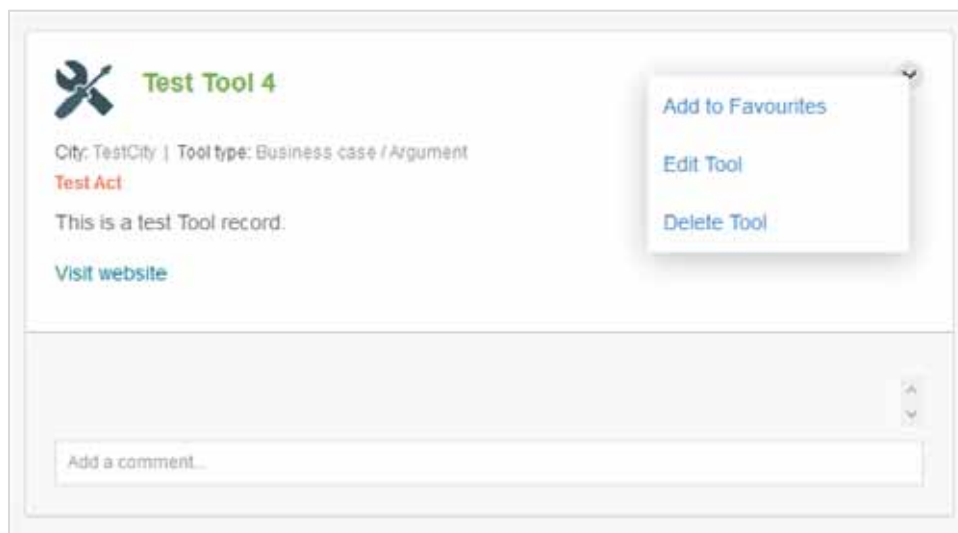 Test Tool 4
City: TestCity | Tool type: Business case / Argument
Test Act
This is a test Tool record.
Visit website
Add to Favourites
Edit Tool
Delete Tool
Add a comment...